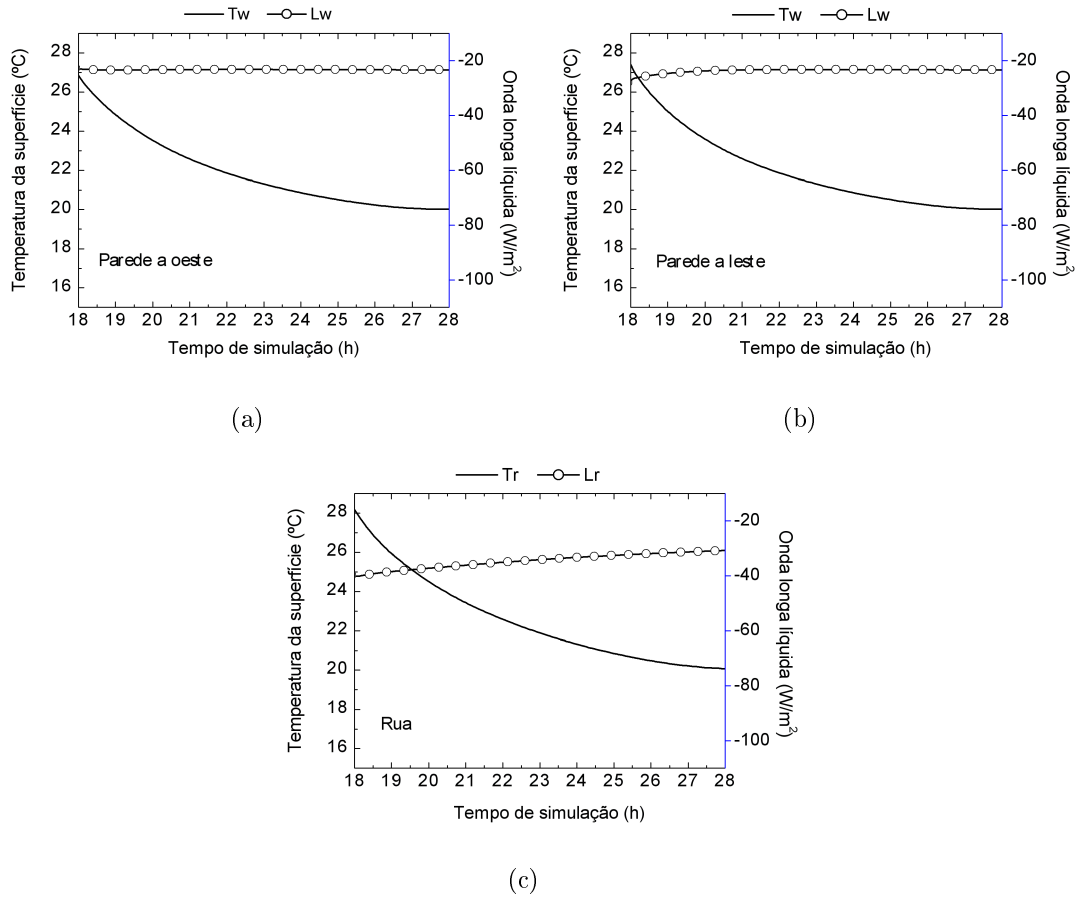 Tw Lw
Temperatura da superfície (ºC)
28
26
24
22
20
18
16
-20
-40
-60
-80
-100
Onda longa líquida (W/m²)
Parede a oeste
18 19 20 21 22 23 24 25 26 27 28
Tempo de simulação (h)
(a)
Tw Lw
Temperatura da superfície (ºC)
28
26
24
22
20
18
16
-20
-40
-60
-80
-100
Onda longa líquida (W/m²)
Parede a leste
18 19 20 21 22 23 24 25 26 27 28
Tempo de simulação (h)
(b)
Tr Lr
Temperatura da superfície (ºC)
28
26
24
22
20
18
16
-20
-40
-60
-80
-100
Onda longa líquida (W/m²)
Rua
18 19 20 21 22 23 24 25 26 27 28
Tempo de simulação (h)
(c)